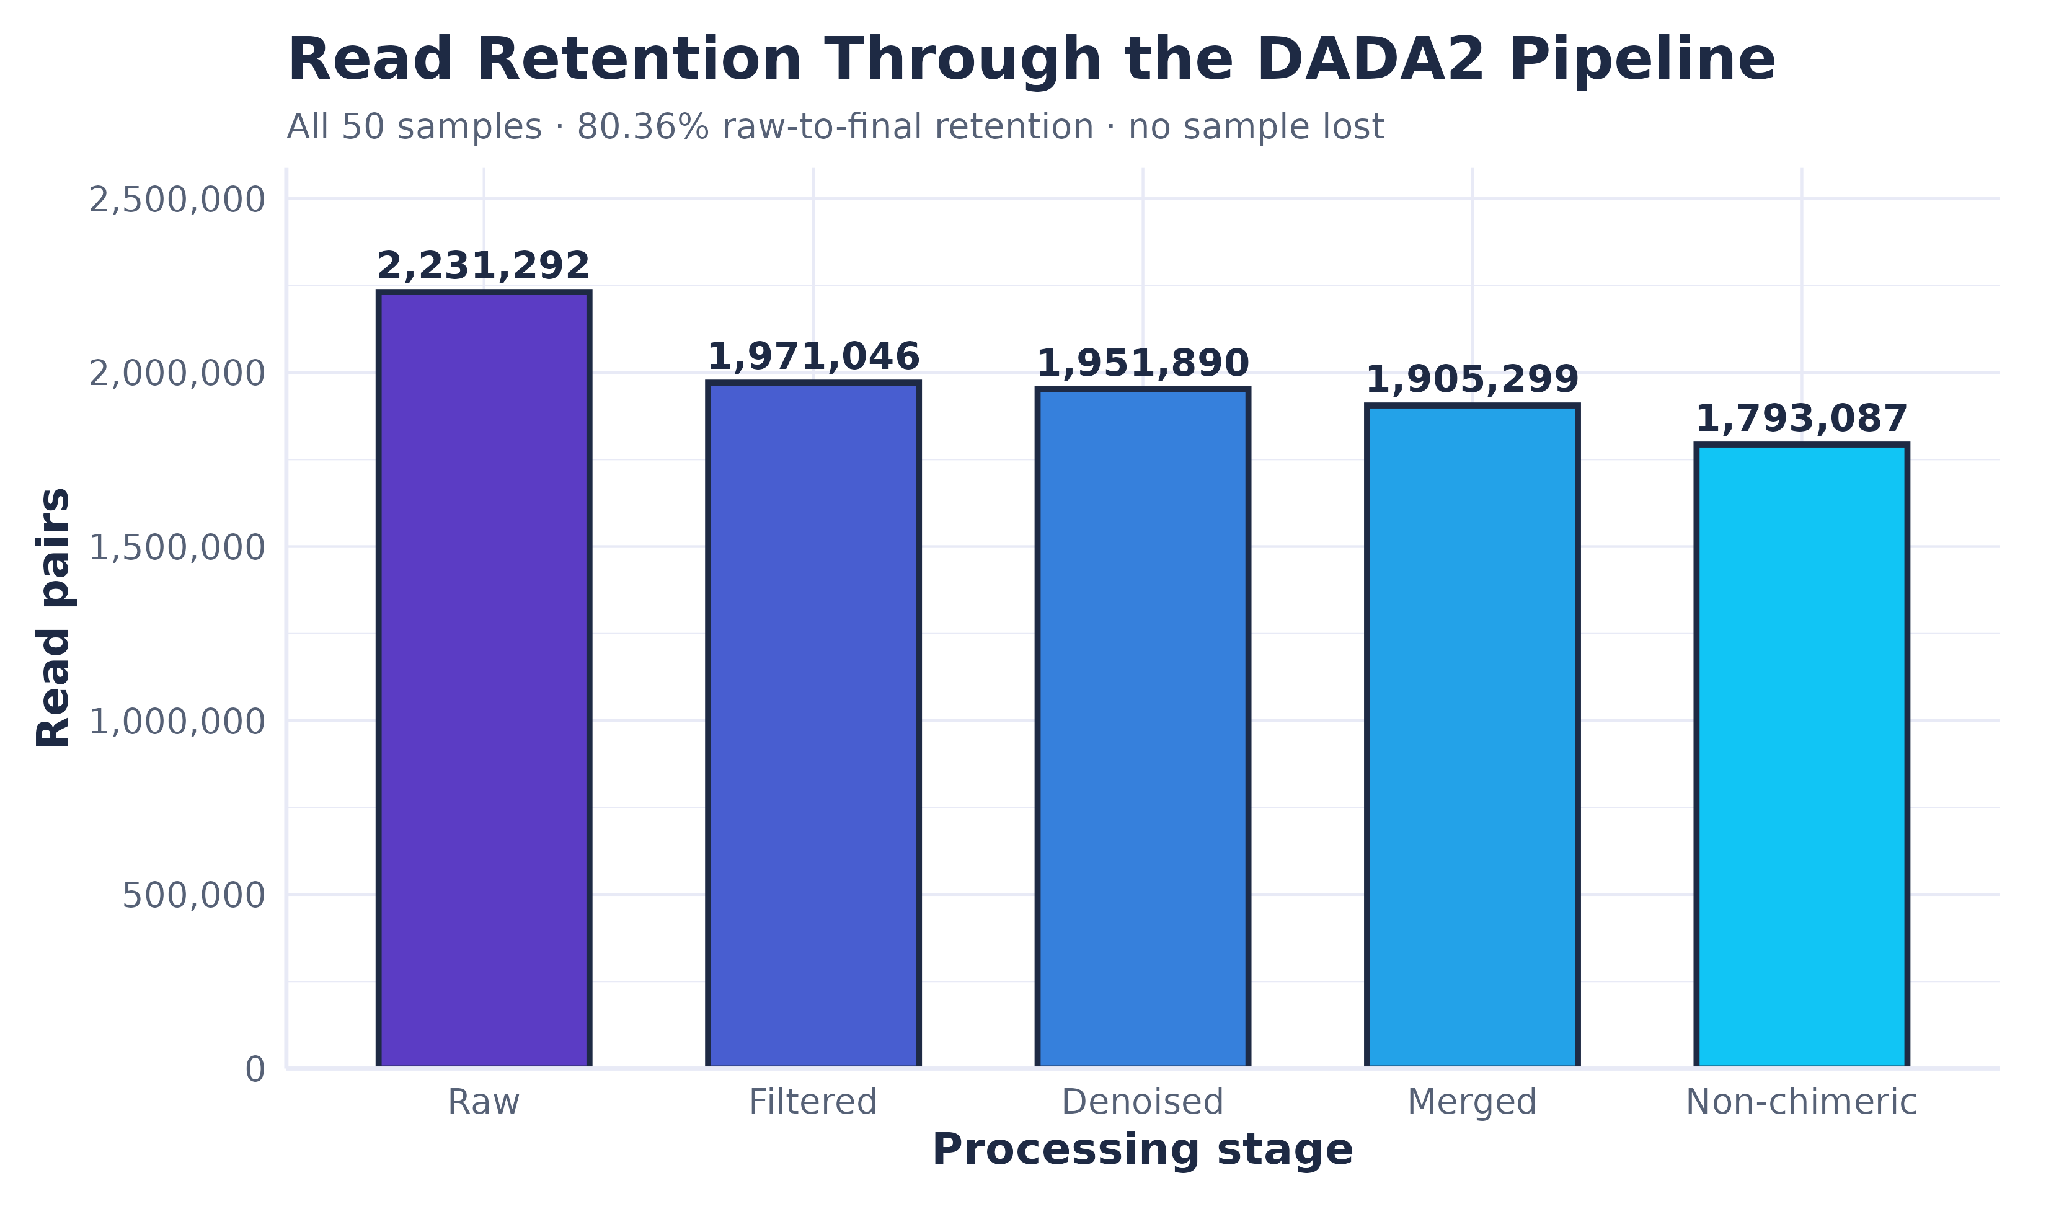 Read Retention Through the DADA2 Pipeline
All 50 samples · 80.36% raw-to-final retention · no sample lost
Read pairs
2,500,000
2,000,000
1,500,000
1,000,000
500,000
0
2,231,292
1,971,046
1,951,890
1,905,299
1,793,087
Raw
Filtered
Denoised
Merged
Non-chimeric
Processing stage